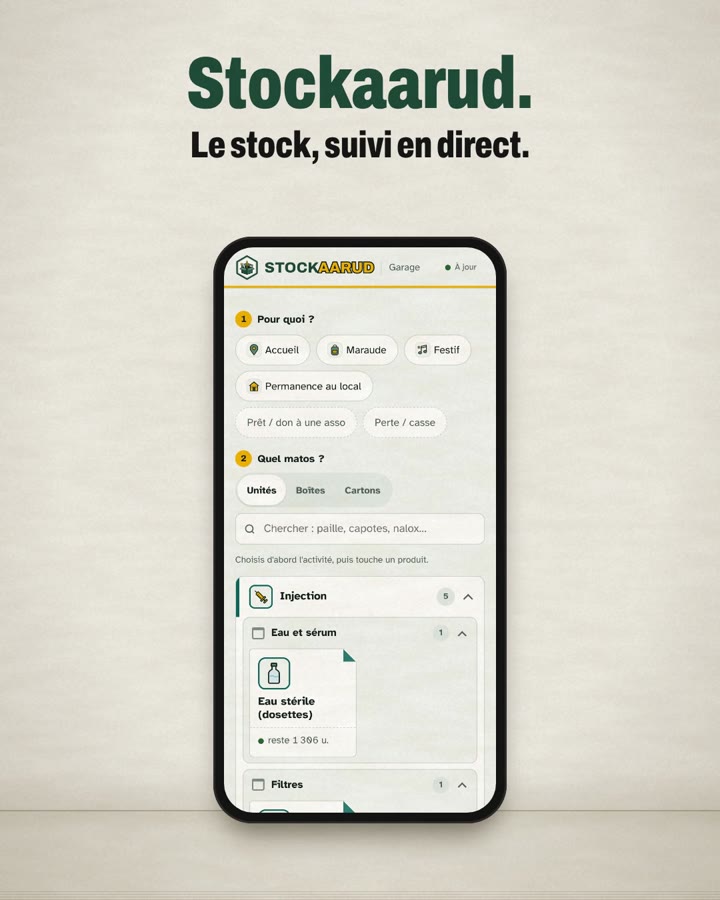 Stockaarud.
Le stock, suivi en direct.
STOCKAARUD Garage À jour
1 Pour quoi ?
Accueil Maraude Festif
Permanence au local
Prêt / don à une asso Perte / casse
2 Quel matos ?
Unités Boîtes Cartons
Chercher : paille, capotes, nalox...
Choisis d'abord l'activité, puis touche un produit.
Injection 5
Eau et sérum 1
Eau stérile
(dosettes)
reste 1 306 u.
Filtres 1